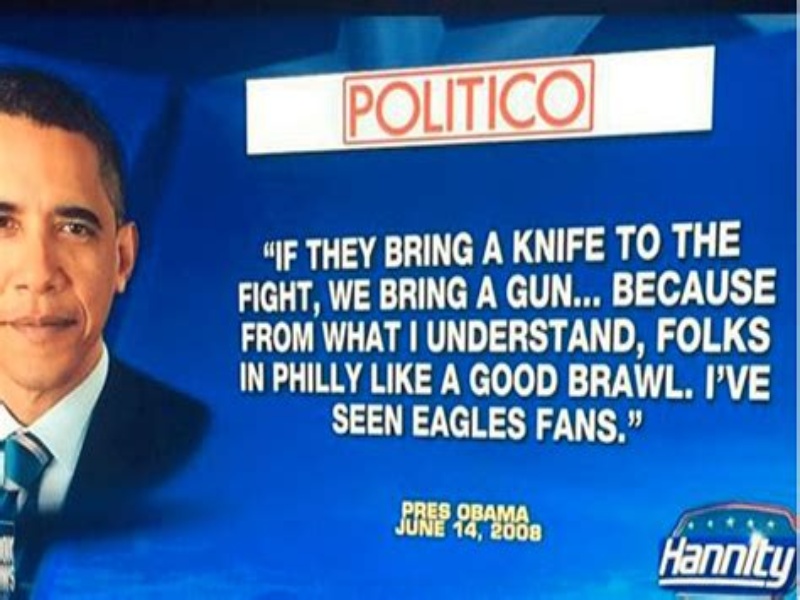 POLITICO
“IF THEY BRING A KNIFE TO THE
FIGHT, WE BRING A GUN... BECAUSE
FROM WHAT I UNDERSTAND, FOLKS
IN PHILLY LIKE A GOOD BRAWL. I’VE
SEEN EAGLES FANS.”
PRES OBAMA
JUNE 14, 2008
Hannity